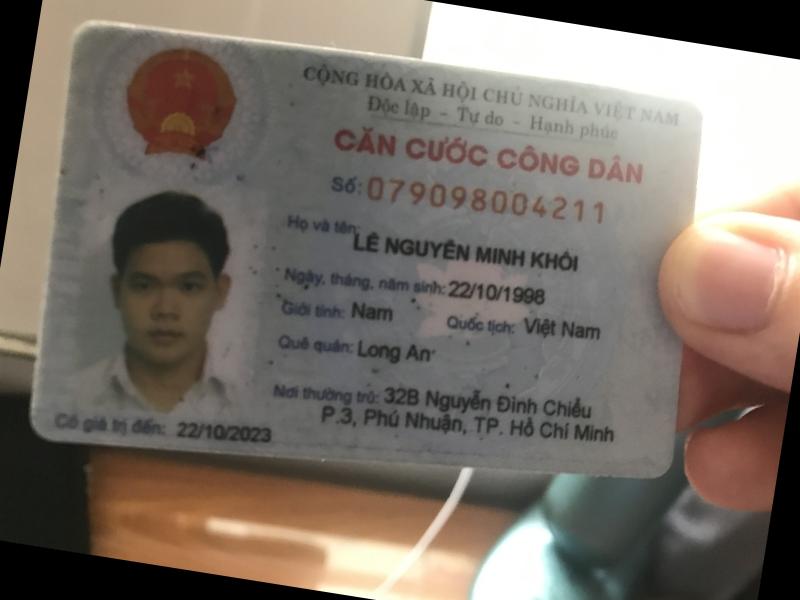 CỘNG HÒA XÃ HỘI CHỦ NGHĨA VIỆT NAM
Độc lập - Tự do - Hạnh phúc
CĂN CƯỚC CÔNG DÂN
Số: 079098004211
Họ và tên: LÊ NGUYÊN MINH KHÔI
Ngày, tháng, năm sinh: 22/10/1998
Giới tính: Nam Quốc tịch: Việt Nam
Quê quán: Long An
Nơi thường trú: 32B Nguyễn Đình Chiểu
P.3, Phú Nhuận, TP. Hồ Chí Minh
Có giá trị đến: 22/10/2023